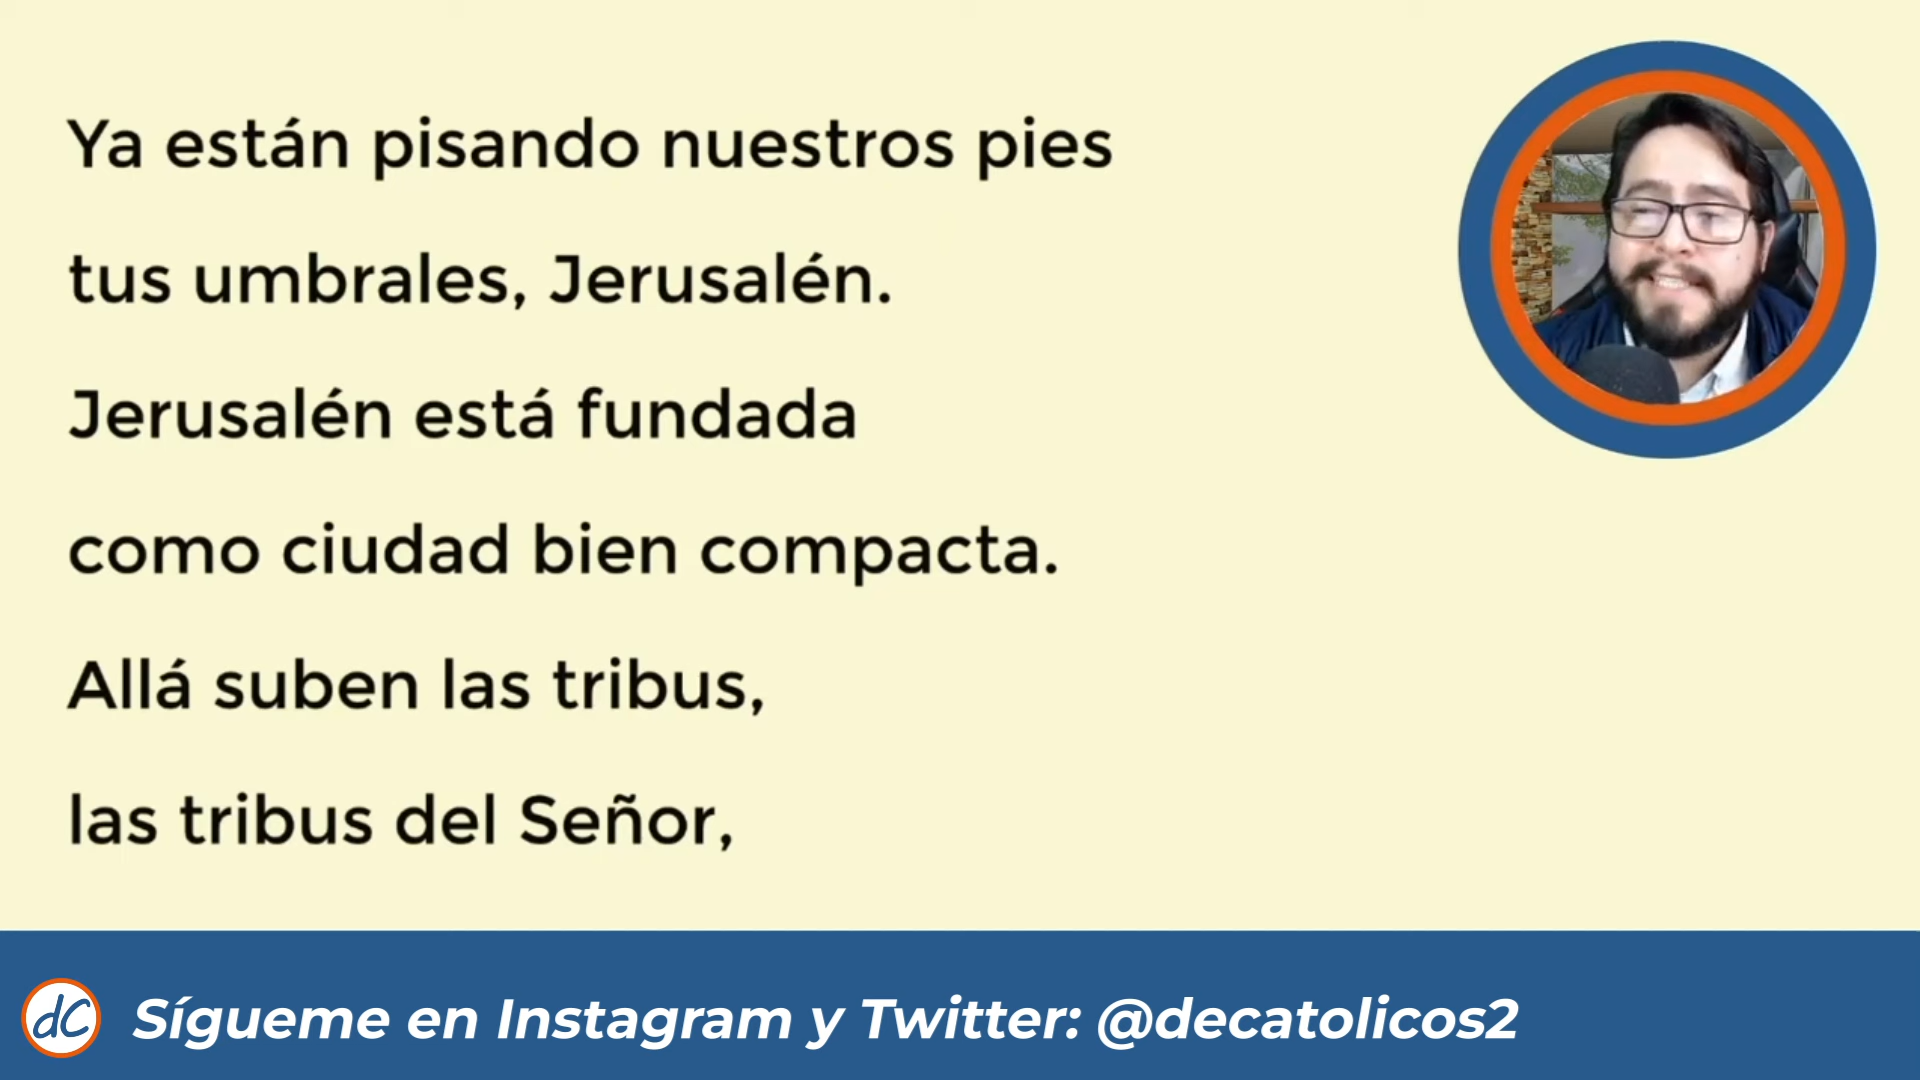 Ya están pisando nuestros pies
tus umbrales, Jerusalén.
Jerusalén está fundada
como ciudad bien compacta.
Allá suben las tribus,
las tribus del Señor,
dC Sígueme en Instagram y Twitter: @decatolicos2